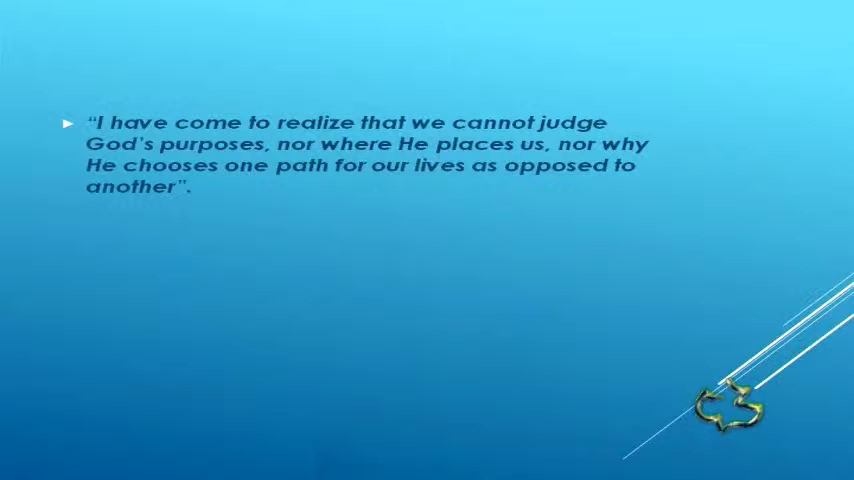 “I have come to realize that we cannot judge
God’s purposes, nor where He places us, nor why
He chooses one path for our lives as opposed to
another”.